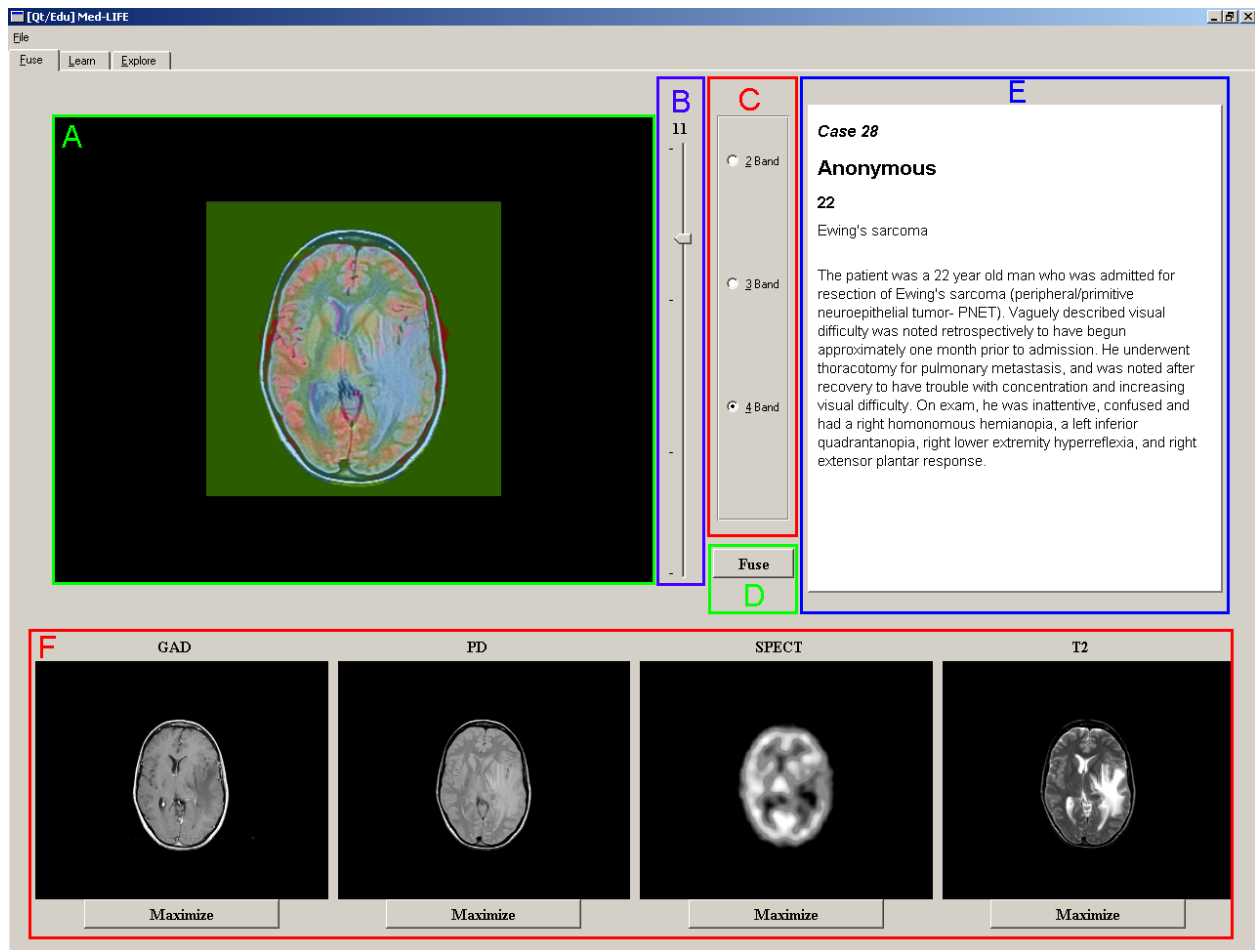 [Qt/Edu] Med-LIFE
File
Fuse Learn Explore
A
B
11
C
2 Band
3 Band
4 Band
Fuse
D
E
Case 28
Anonymous
22
Ewing's sarcoma
The patient was a 22 year old man who was admitted for
resection of Ewing's sarcoma (peripheral/primitive
neuroepithelial tumor- PNET). Vaguely described visual
difficulty was noted retrospectively to have begun
approximately one month prior to admission. He underwent
thoracotomy for pulmonary metastasis, and was noted after
recovery to have trouble with concentration and increasing
visual difficulty. On exam, he was inattentive, confused and
had a right homonomous hemianopia, a left inferior
quadrantanopia, right lower extremity hyperreflexia, and right
extensor plantar response.
F
GAD PD SPECT T2
Maximize Maximize Maximize Maximize